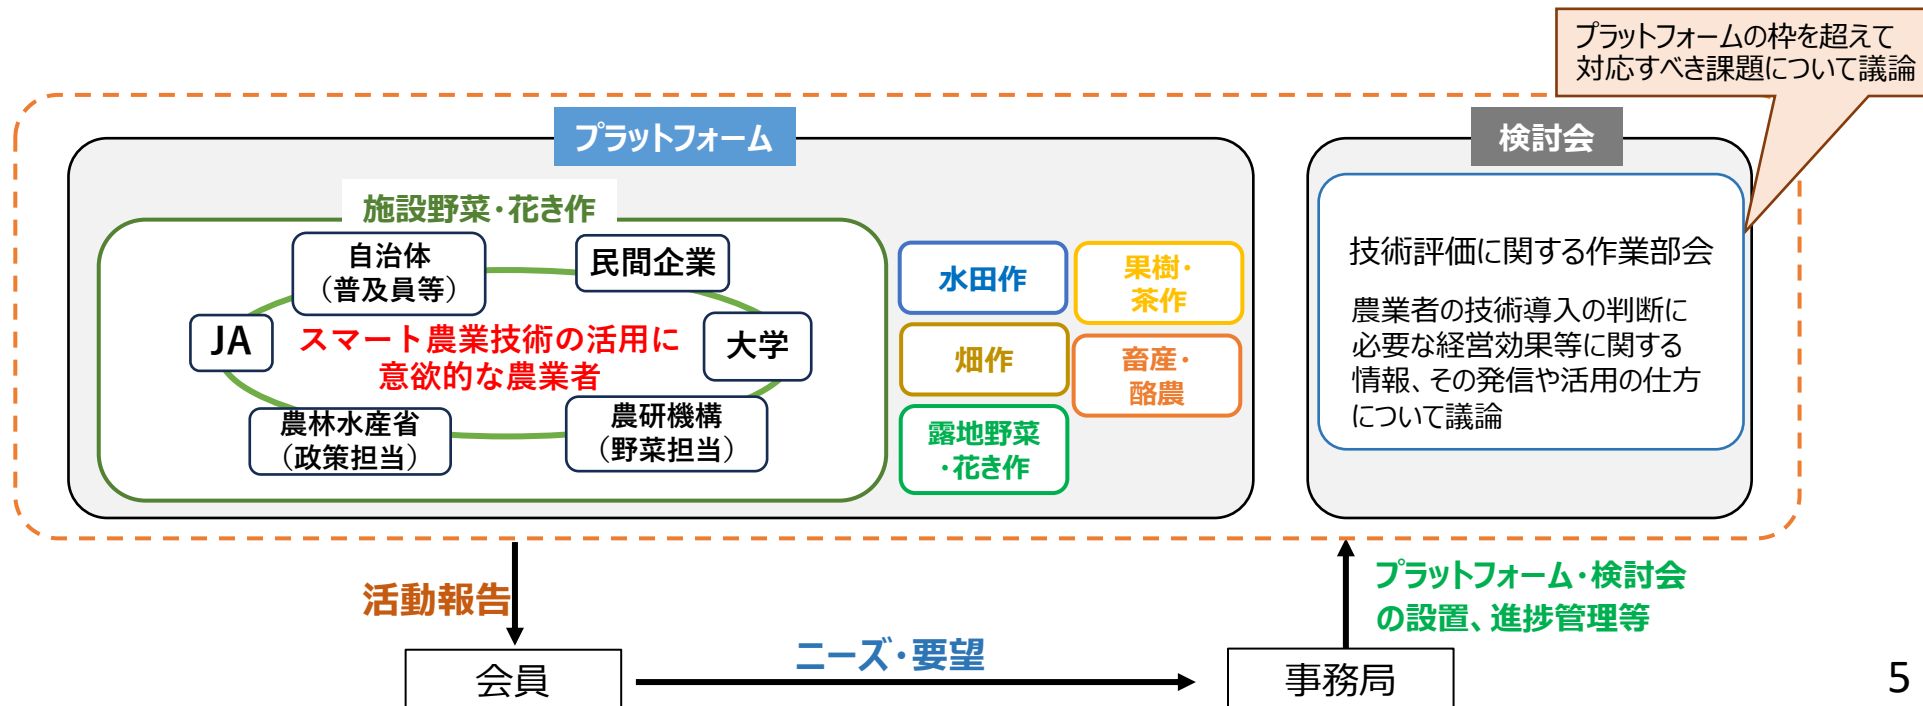 プラットフォームの枠を超えて
対応すべき課題について議論
プラットフォーム
検討会
施設野菜・花き作
自治体
（普及員等）
民間企業
JA
スマート農業技術の活用に
意欲的な農業者
大学
農林水産省
（政策担当）
農研機構
（野菜担当）
水田作
果樹・
茶作
畑作
畜産・
酪農
露地野菜
・花き作
技術評価に関する作業部会
農業者の技術導入の判断に
必要な経営効果等に関する
情報、その発信や活用の仕方
について議論
活動報告
プラットフォーム・検討会
の設置、進捗管理等
ニーズ・要望
会員
事務局
5